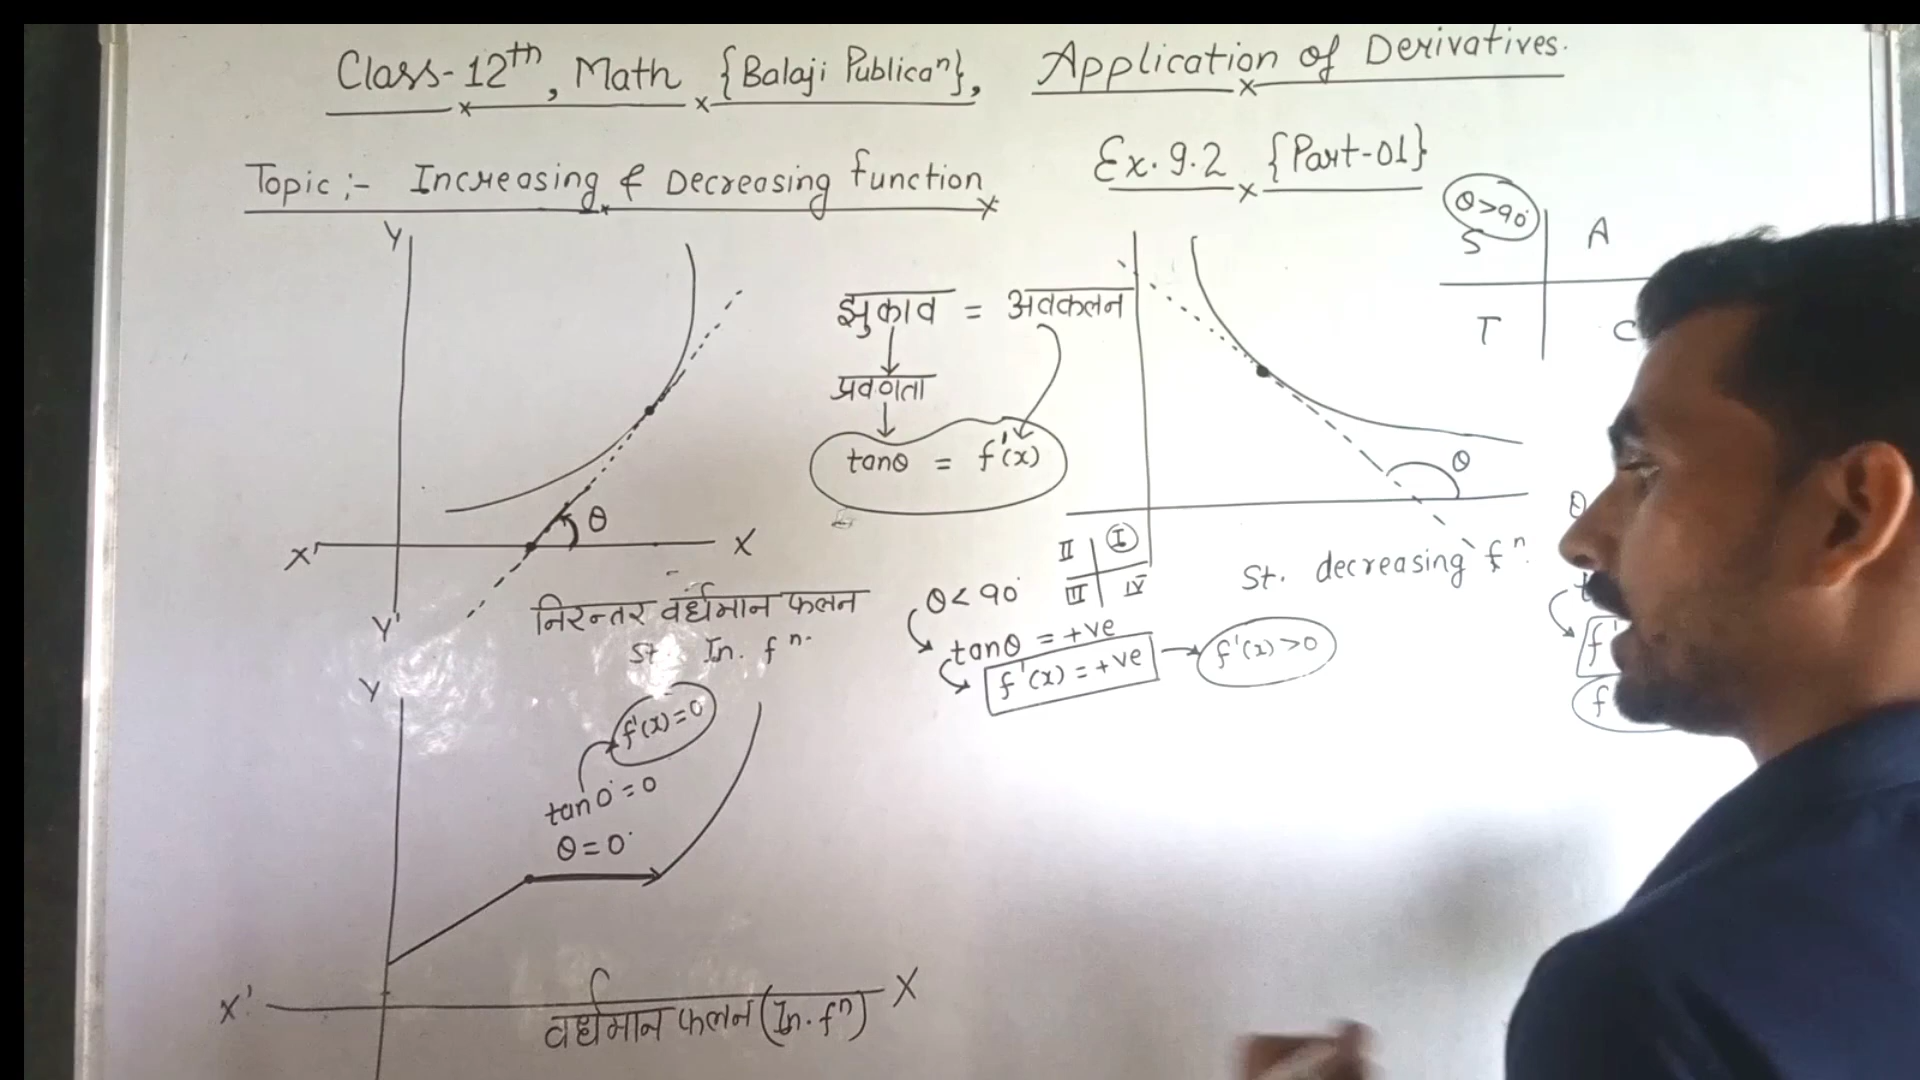 Class-12th, Math {Balaji Publicaⁿ}, Application of Derivatives.
Ex. 9.2 {Part-01}
Topic :- Increasing & Decreasing function
θ>90°
S A
T C
Y
झुकाव = अवकलन
प्रवणता
tanθ = f'(x)
θ
θ
X' X
Y'
II I
III IV
St. decreasing fⁿ.
निरन्तर वर्धमान फलन
St. In. fⁿ.
θ<90°
tanθ = +ve
f'(x) = +ve
f'(x)>0
Y
f'(x)=0
tan0°=0
θ=0°
X' X
वर्धमान फलन (In. fⁿ)